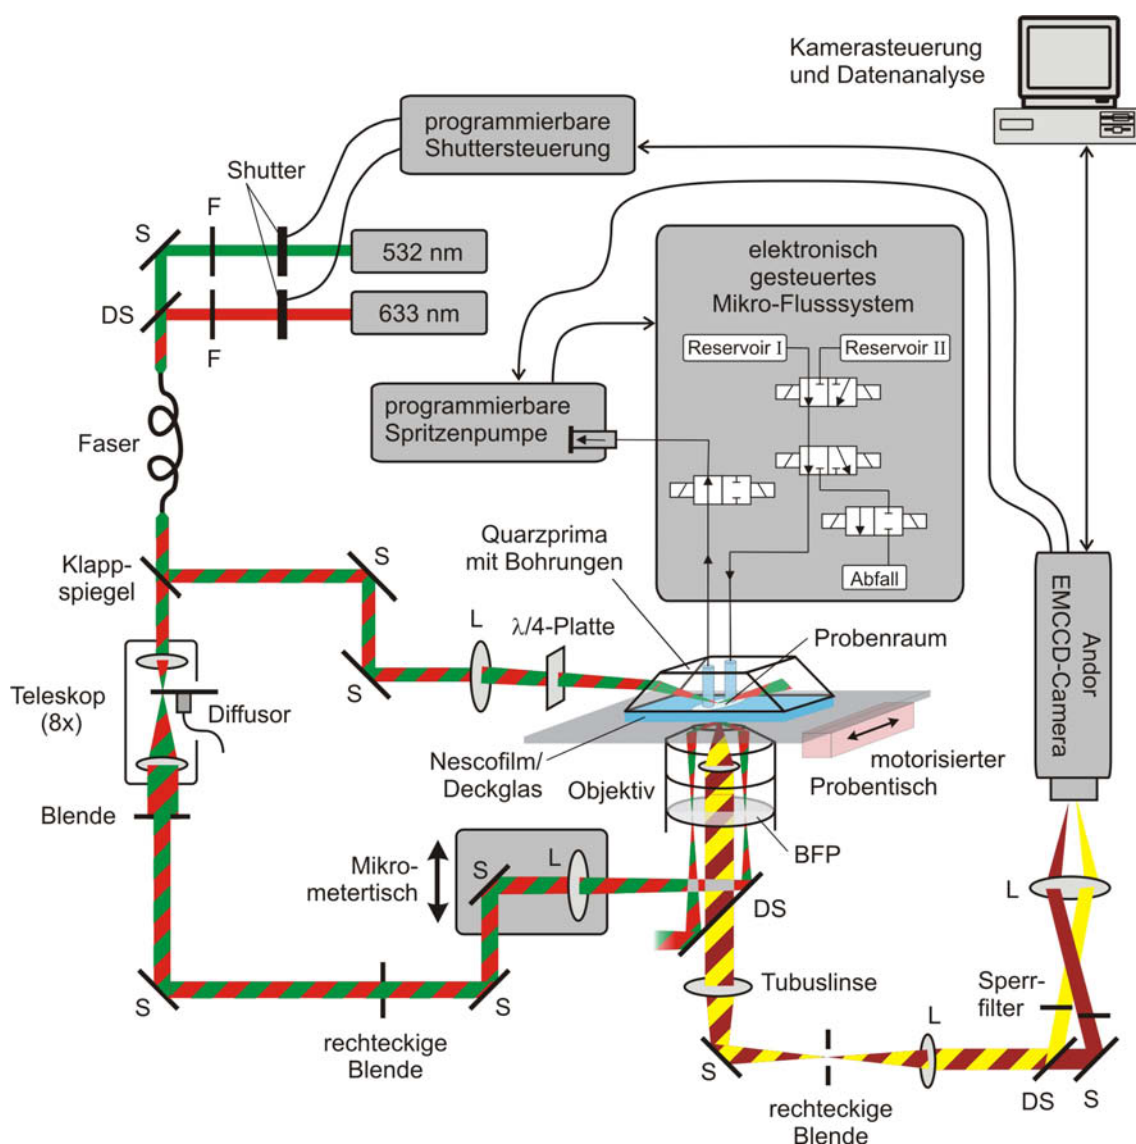 Kamerasteuerung
und Datenanalyse
programmierbare
Shuttersteuerung
Shutter
F
S
532 nm
DS
633 nm
F
elektronisch
gesteuertes
Mikro-Flusssystem
Reservoir I
Reservoir II
programmierbare
Spritzenpumpe
Faser
Abfall
Quarzprima
mit Bohrungen
S
Klapp-
spiegel
L
λ/4-Platte
Probenraum
S
Andor
EMCCD-Camera
Teleskop
(8x)
Diffusor
Nescofilm/
Deckglas
Objektiv
motorisierter
Probentisch
Blende
BFP
Mikro-
metertisch
S
L
DS
L
Tubuslinse
Sperr-
filter
S
S
rechteckige
Blende
L
S
DS
S
rechteckige
Blende